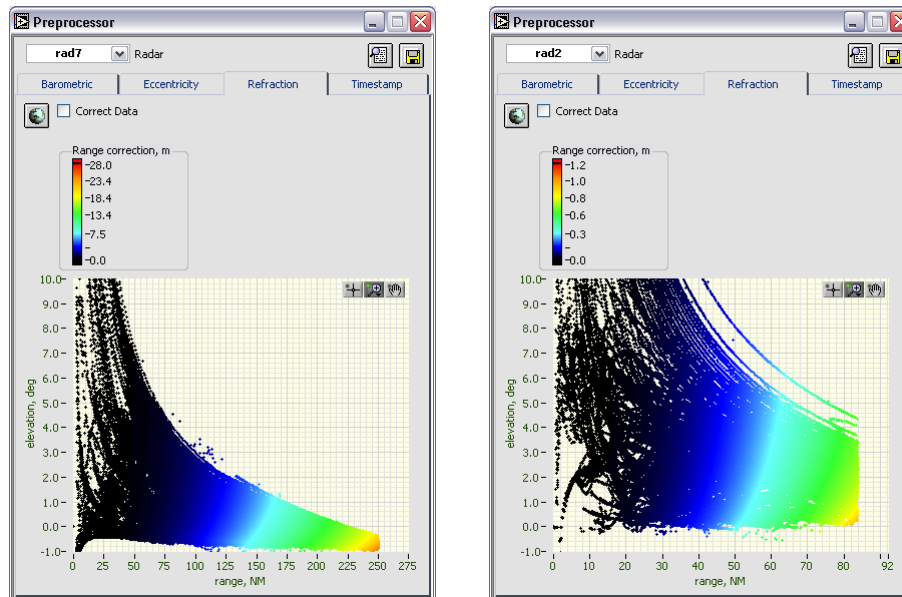 Preprocessor
rad7 Radar
Barometric Eccentricity Refraction Timestamp
Correct Data
Range correction, m
-28.0
-23.4
-18.4
-13.4
-7.5
-
-0.0
10.0-
9.0-
8.0-
7.0-
6.0-
5.0-
4.0-
3.0-
2.0-
1.0-
0.0-
-1.0-
elevation, deg
0 25 50 75 100 125 150 175 200 225 250 275
range, NM
Preprocessor
rad2 Radar
Barometric Eccentricity Refraction Timestamp
Correct Data
Range correction, m
-1.2
-1.0
-0.8
-0.6
-0.3
-
-0.0
10.0-
9.0-
8.0-
7.0-
6.0-
5.0-
4.0-
3.0-
2.0-
1.0-
0.0-
-1.0-
elevation, deg
0 10 20 30 40 50 60 70 80 92
range, NM